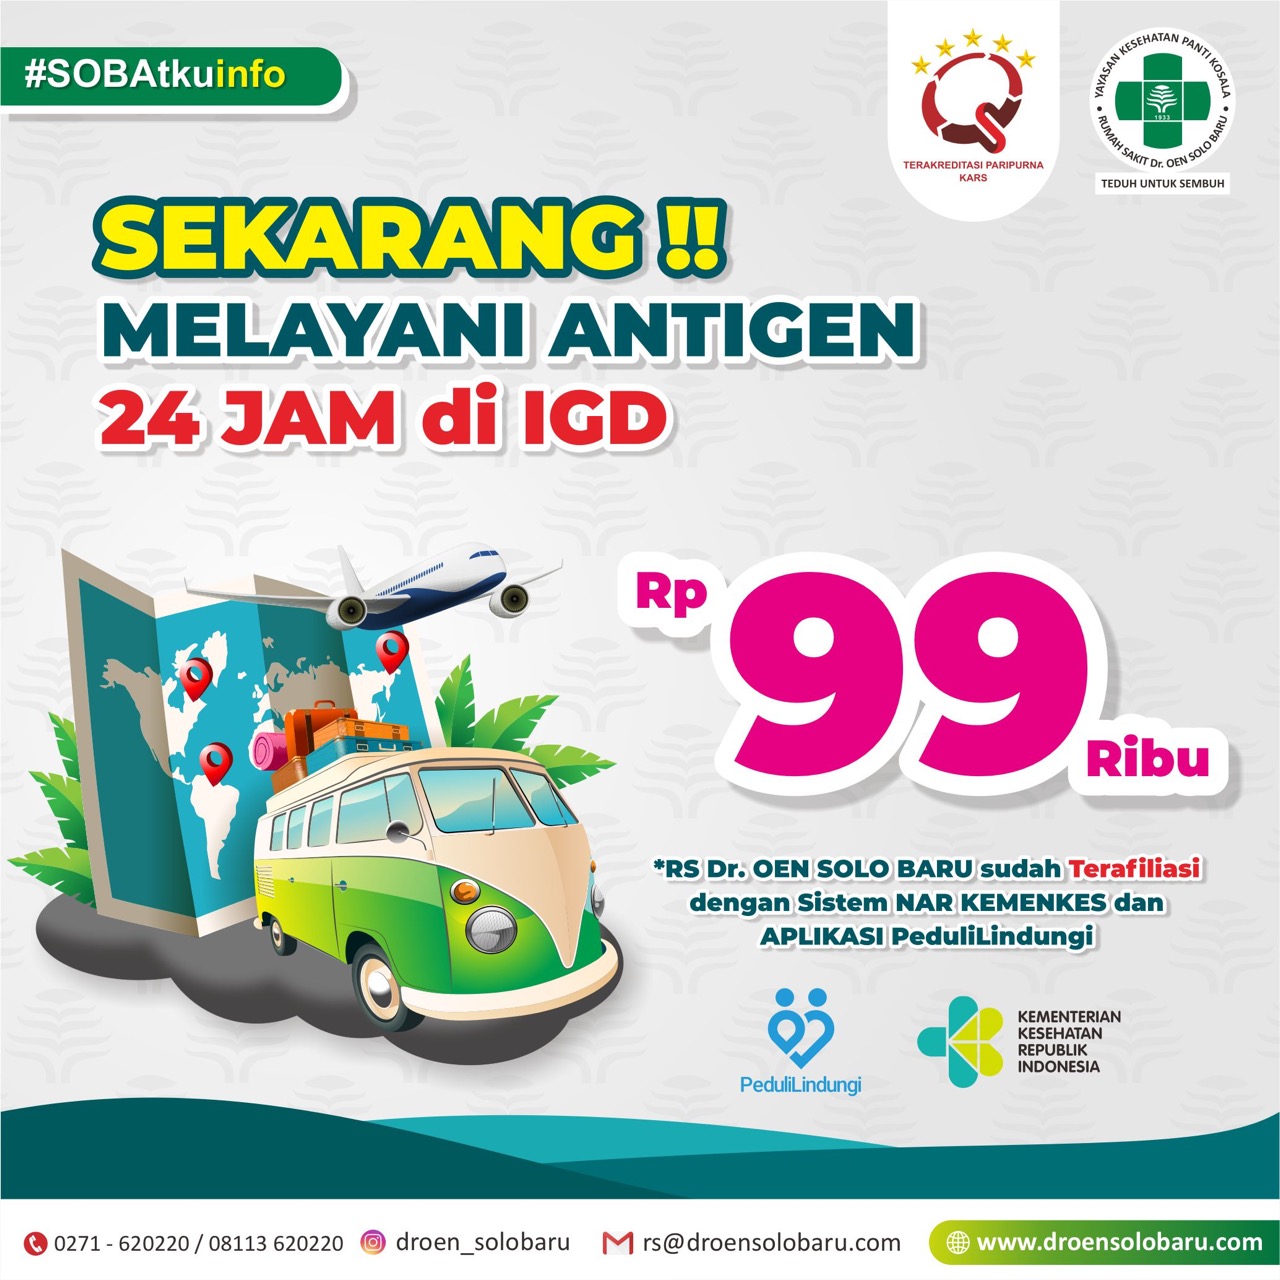 #SOBAtkuinfo
TERAKREDITASI PARIPURNA
KARS
YAYASAN KESEHATAN PANTI KOSALA
1933
RUMAH SAKIT Dr. OEN SOLO BARU
TEDUH UNTUK SEMBUH
SEKARANG !!
MELAYANI ANTIGEN
24 JAM di IGD
Rp 99 Ribu
*RS Dr. OEN SOLO BARU sudah Terafiliasi
dengan Sistem NAR KEMENKES dan
APLIKASI PeduliLindungi
PeduliLindungi
KEMENTERIAN
KESEHATAN
REPUBLIK
INDONESIA
0271 - 620220 / 08113 620220 droen_solobaru rs@droensolobaru.com www.droensolobaru.com